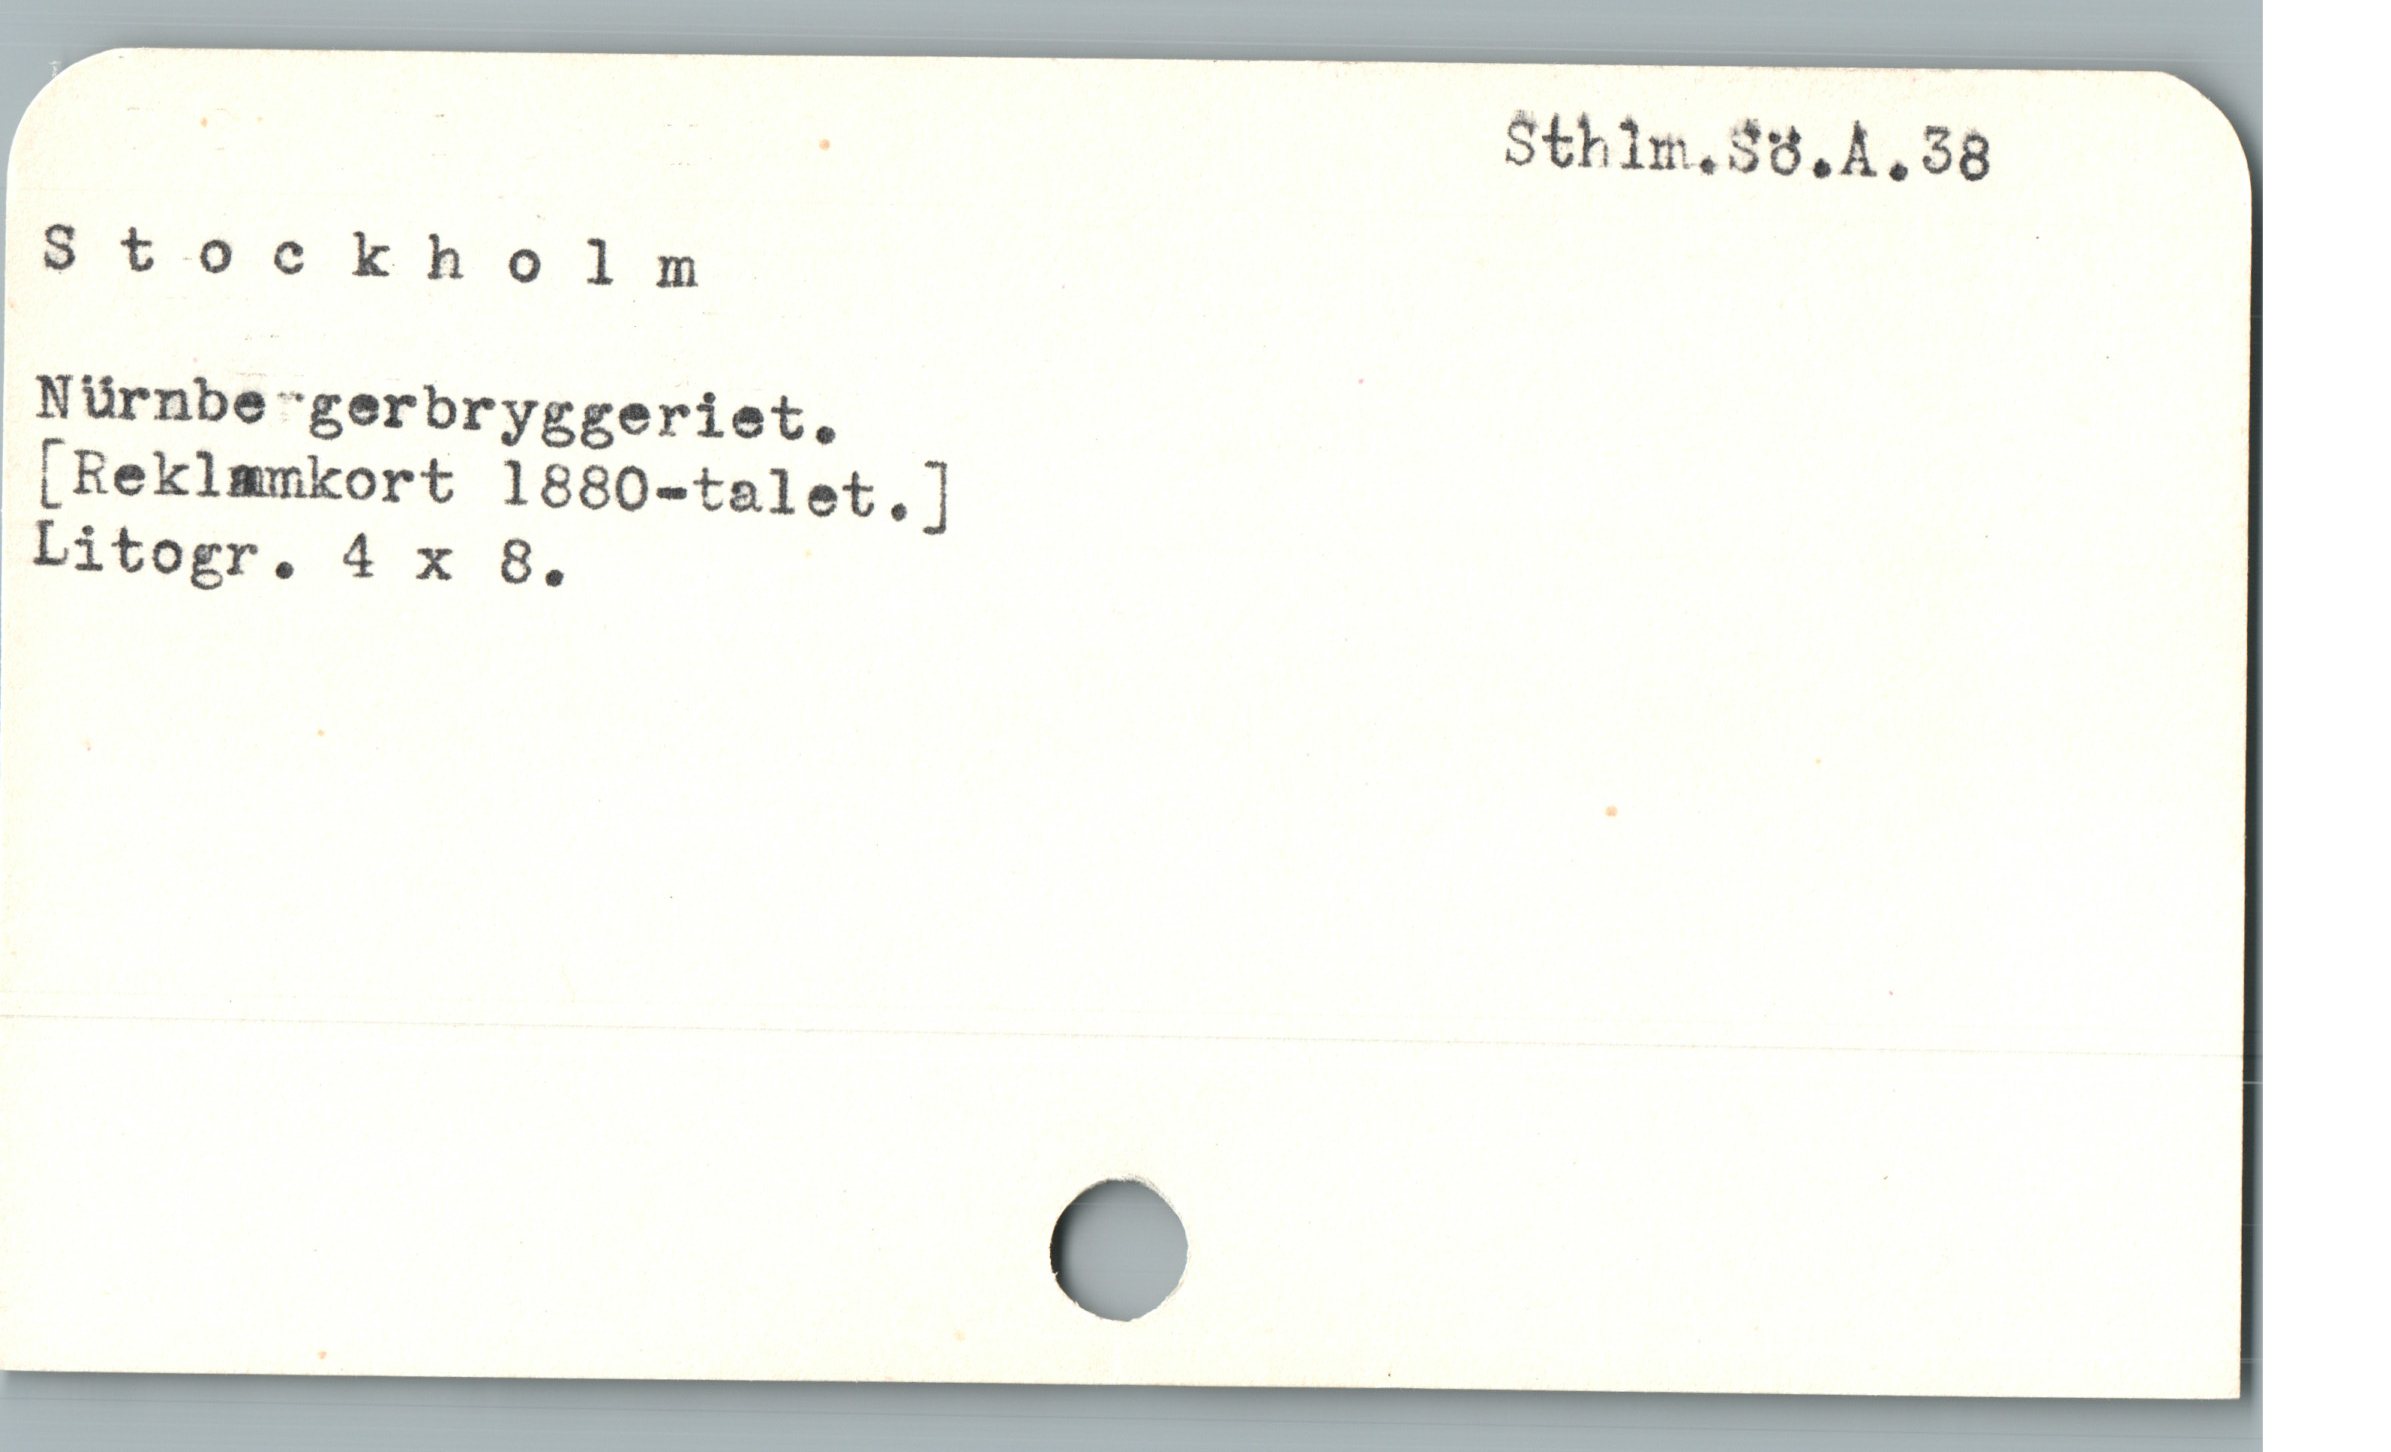 Sthlm.Sö.A.38
S t o c k h o l m
Nürnbergerbryggeriet.
[Reklamkort 1880-talet.]
Litogr. 4 x 8.